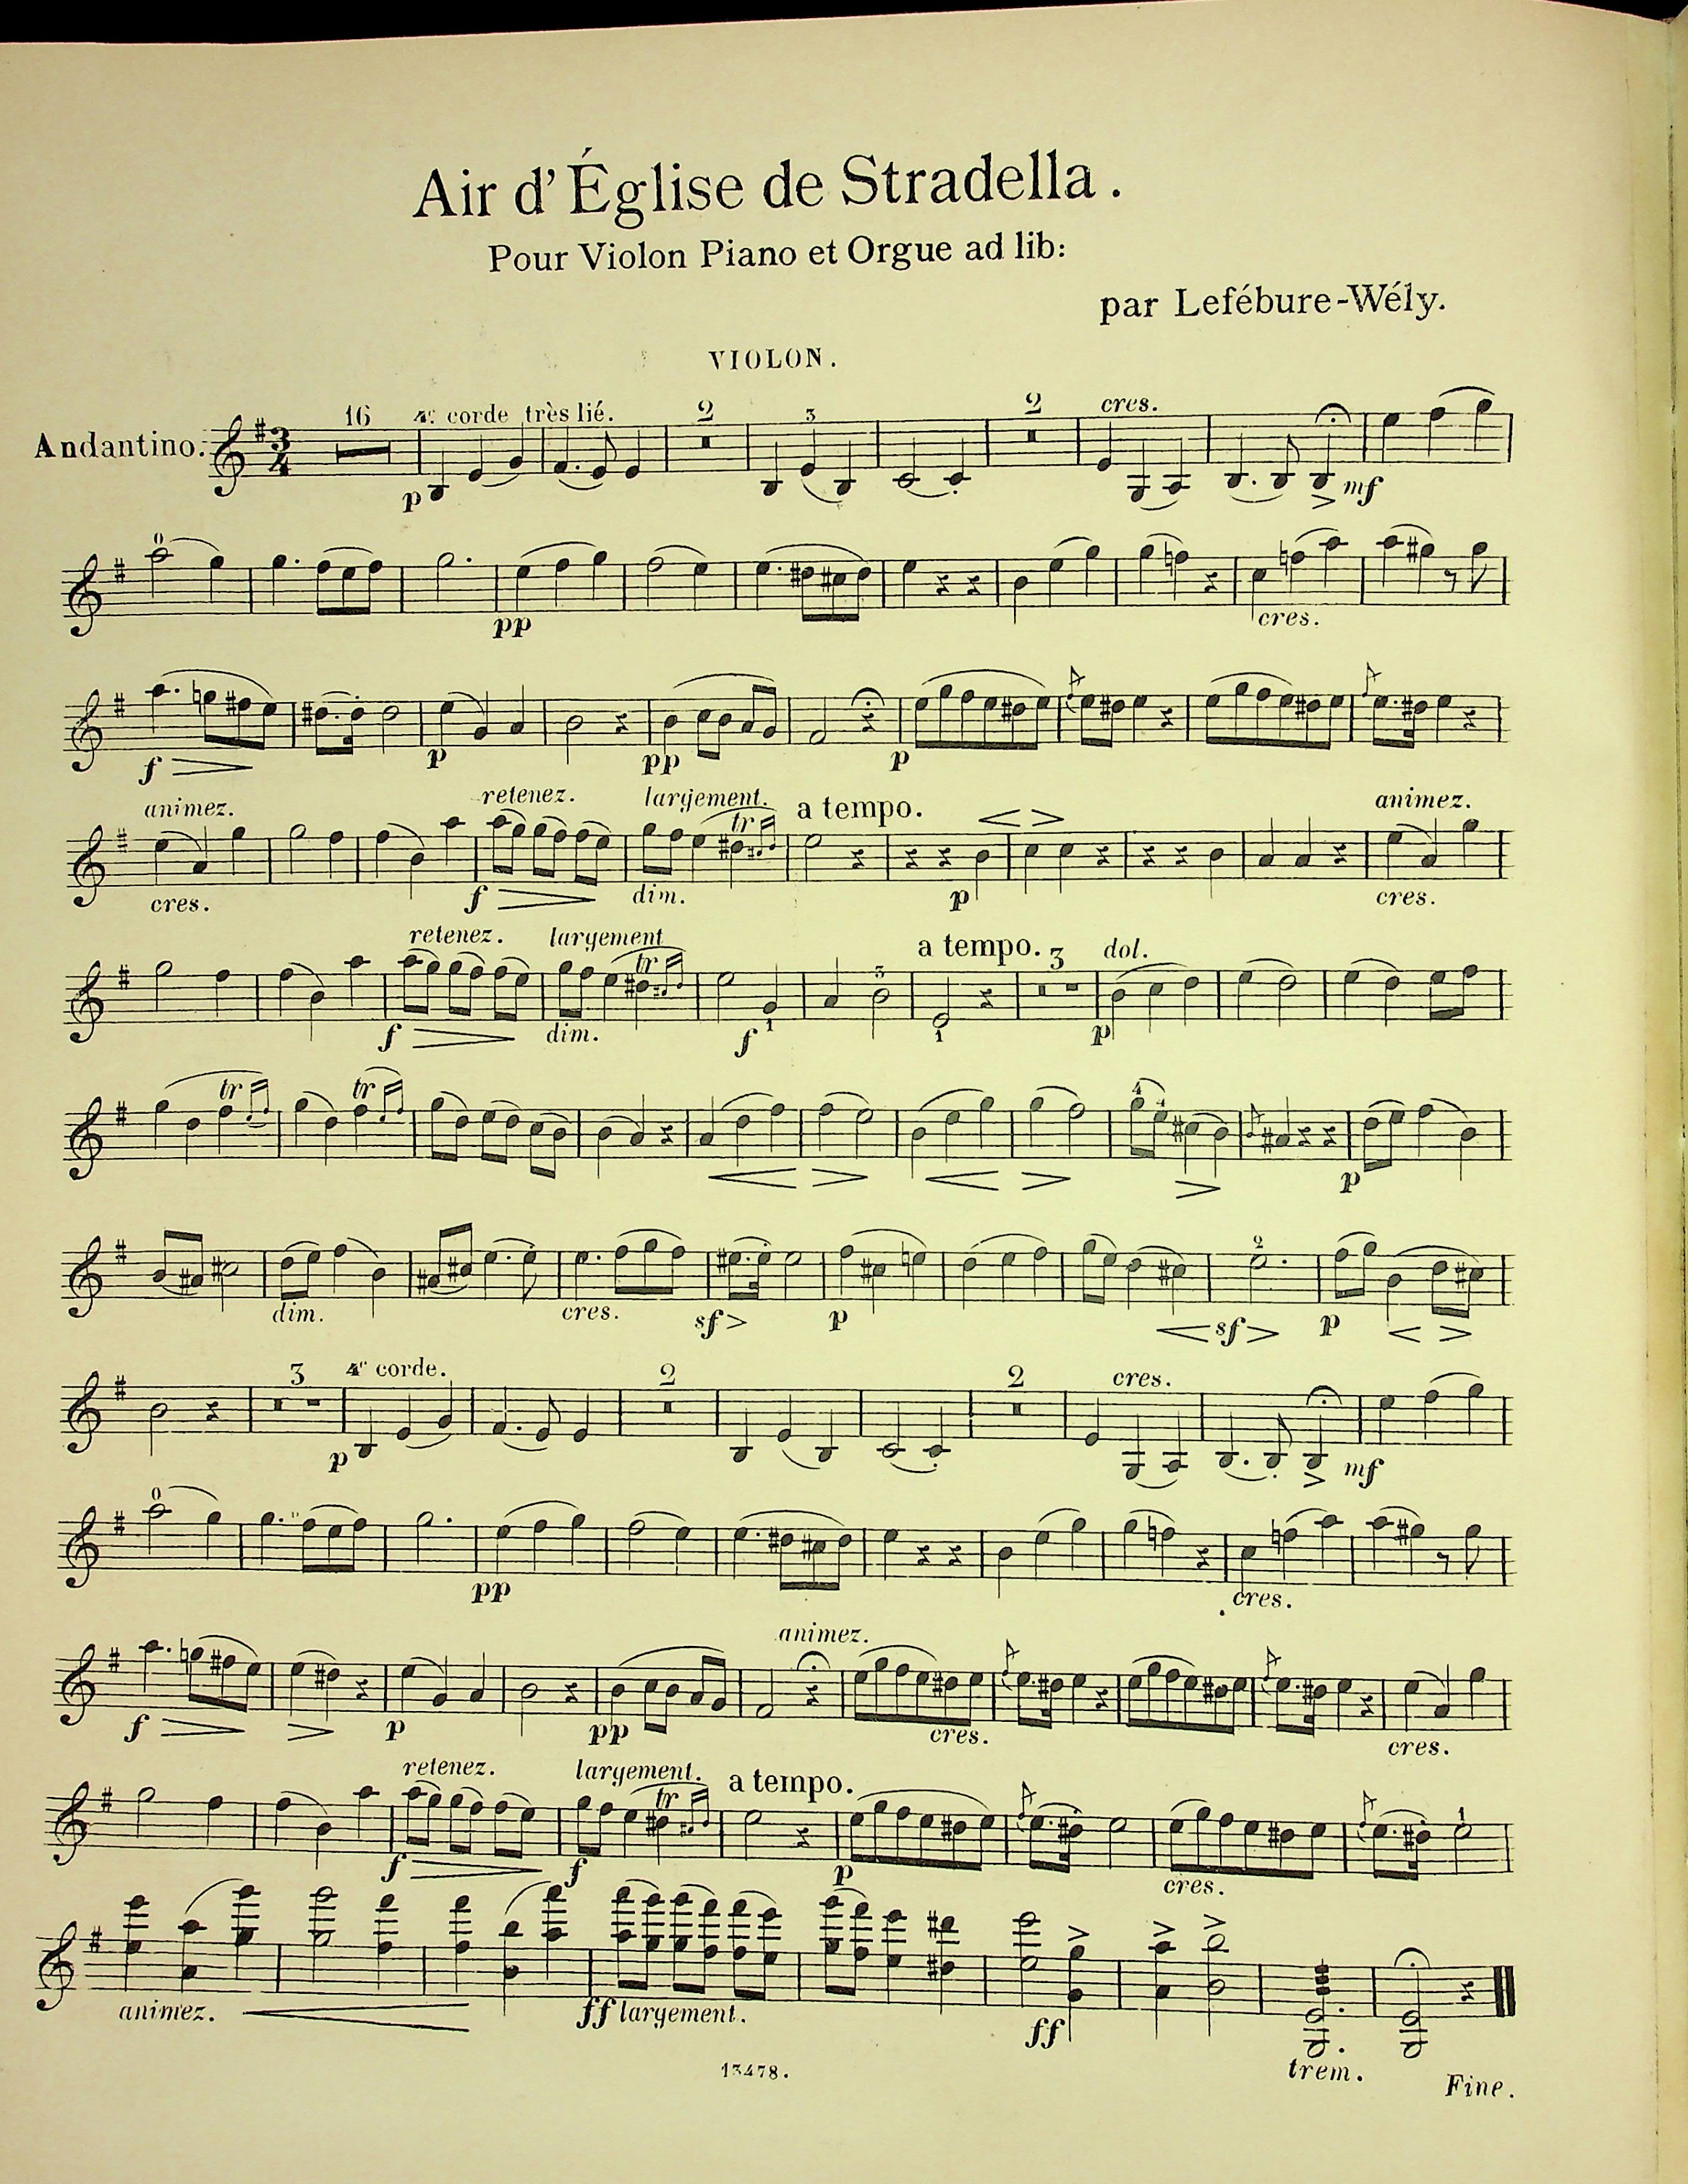 Air d'Église de Stradella.
Pour Violon Piano et Orgue ad lib:
par Lefébure-Wély.
VIOLON.
16 4e corde très lié. 2 3 2 cres.
Andantino. 3 4
p mf
0
pp cres.
f p pp p
animez. retenez. largement. tr a tempo. animez.
cres. f dim. p cres.
retenez. largement tr a tempo. 3 dol.
3
f dim. f 1 1 p
tr tr 4 4
p
2
dim. cres. sf p sf p
3 4e corde. 2 2 cres.
p mf
0
pp cres.
animez.
f p pp cres. cres.
retenez. largement. tr a tempo. 1
f f p cres.
animez. ff largement. ff
trem.
13478.
Fine.